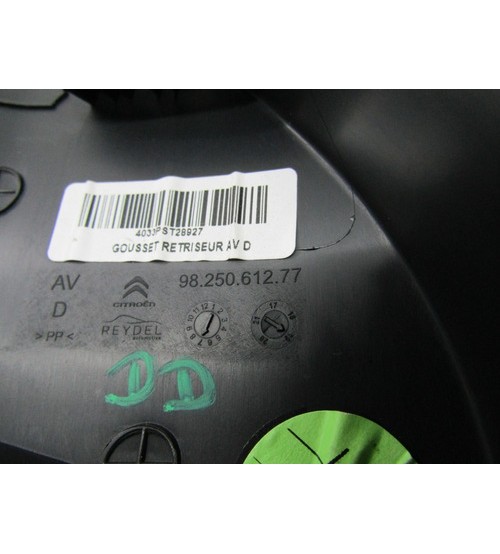 4033PST28927
GOUSSET RETRISEUR AV D
AV
CITROËN
98.250.612.77
D
>PP<
REYDEL
DD